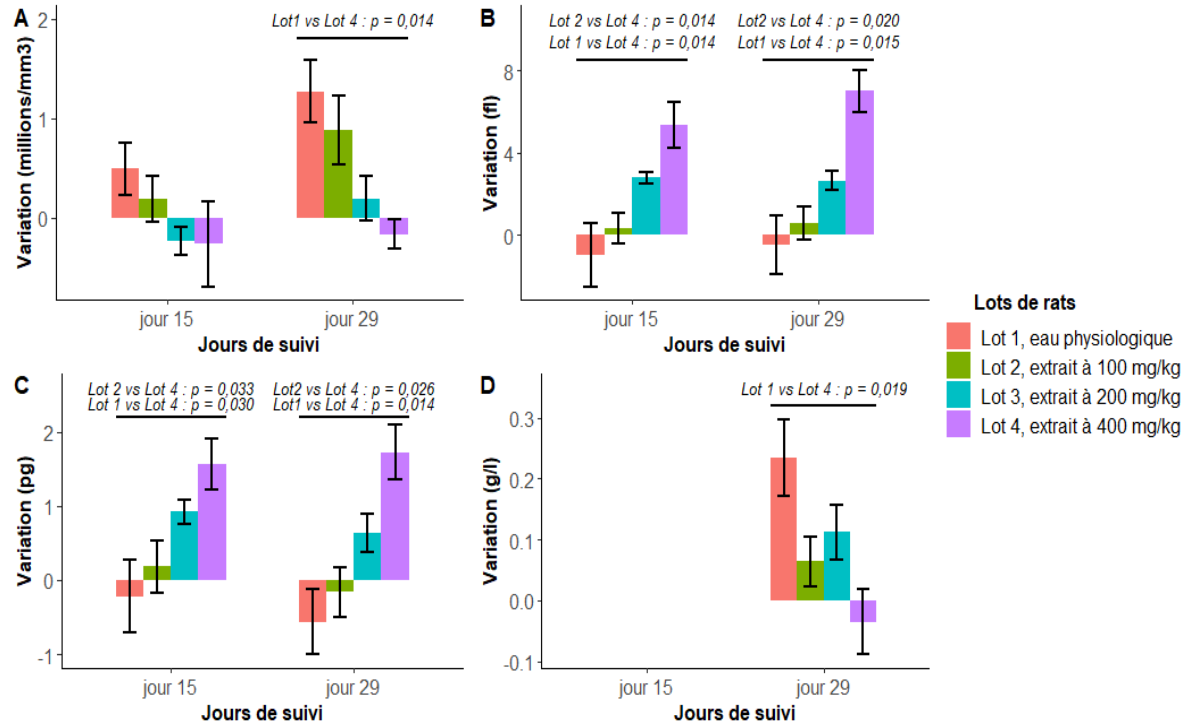 A
Lot1 vs Lot 4 : p = 0,014
2
1
0
Variation (millions/mm3)
jour 15
jour 29
Jours de suivi
B
Lot 2 vs Lot 4 : p = 0,014
Lot 1 vs Lot 4 : p = 0,014
Lot2 vs Lot 4 : p = 0,020
Lot1 vs Lot 4 : p = 0,015
8
4
0
Variation (fl)
jour 15
jour 29
Jours de suivi
C
Lot 2 vs Lot 4 : p = 0,033
Lot 1 vs Lot 4 : p = 0,030
Lot2 vs Lot 4 : p = 0,026
Lot1 vs Lot 4 : p = 0,014
2
1
0
-1
Variation (pg)
jour 15
jour 29
Jours de suivi
D
Lot 1 vs Lot 4 : p = 0,019
0.3
0.2
0.1
0.0
-0.1
Variation (g/l)
jour 15
jour 29
Jours de suivi
Lots de rats
Lot 1, eau physiologique
Lot 2, extrait à 100 mg/kg
Lot 3, extrait à 200 mg/kg
Lot 4, extrait à 400 mg/kg